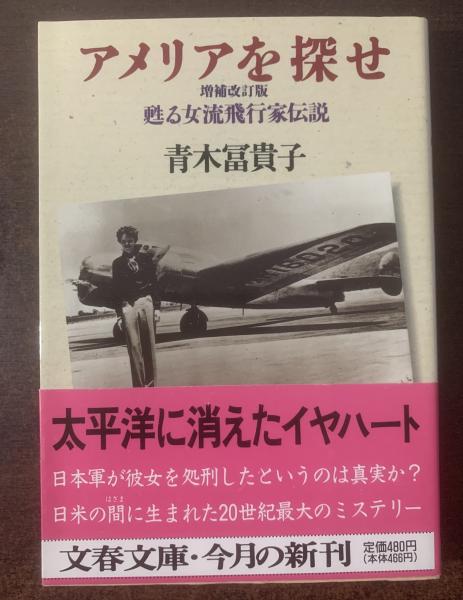 アメリアを探せ
増補改訂版
甦る女流飛行家伝説
青木冨貴子
NR16020
太平洋に消えたイヤハート
日本軍が彼女を処刑したというのは真実か?
はざま
日米の間に生まれた20世紀最大のミステリー
文春文庫・今月の新刊
定価480円
(本体466円)